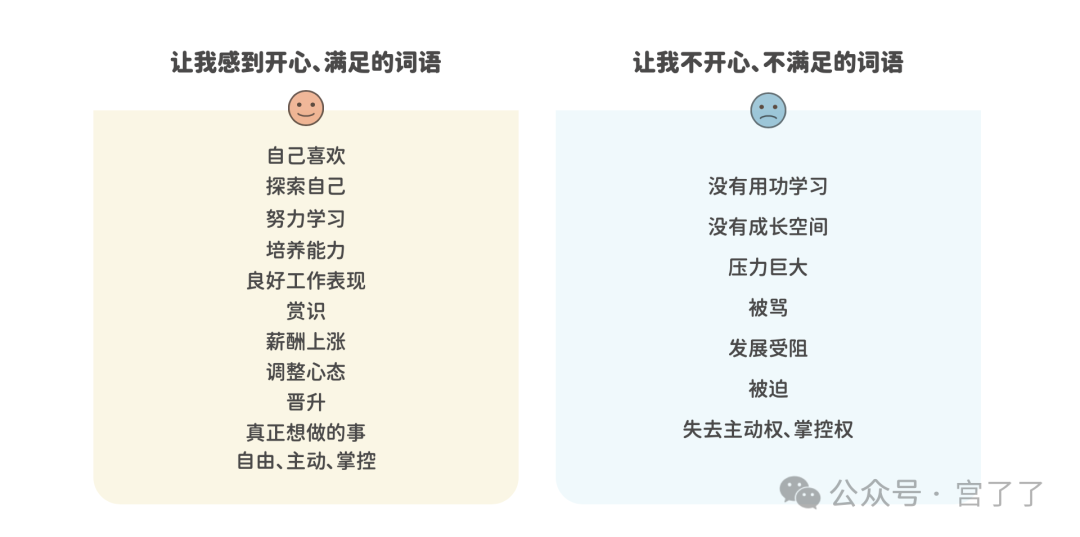 让我感到开心、满足的词语
自己喜欢
探索自己
努力学习
培养能力
良好工作表现
赏识
薪酬上涨
调整心态
晋升
真正想做的事
自由、主动、掌控
让我不开心、不满足的词语
没有用功学习
没有成长空间
压力巨大
被骂
发展受阻
被迫
失去主动权、掌控权
公众号 · 宫了了